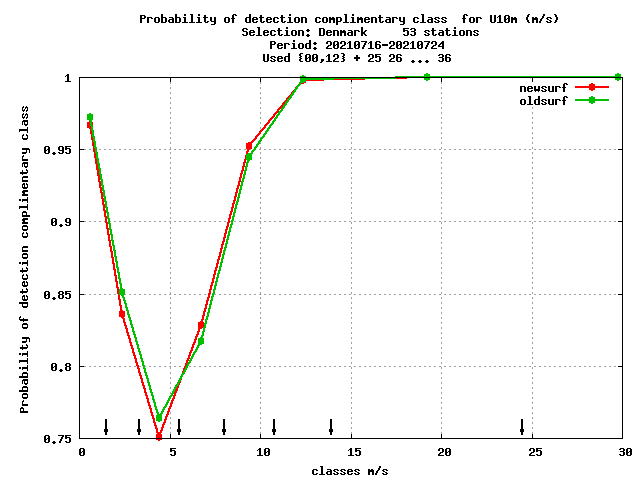 Probability of detection complimentary class  for U10m (m/s)
Selection: Denmark     53 stations
Period: 20210716-20210724
Used {00,12} + 25 26 ... 36
newsurf
oldsurf
Probability of detection complimentary class
1
0.95
0.9
0.85
0.8
0.75
0 5 10 15 20 25 30
classes m/s